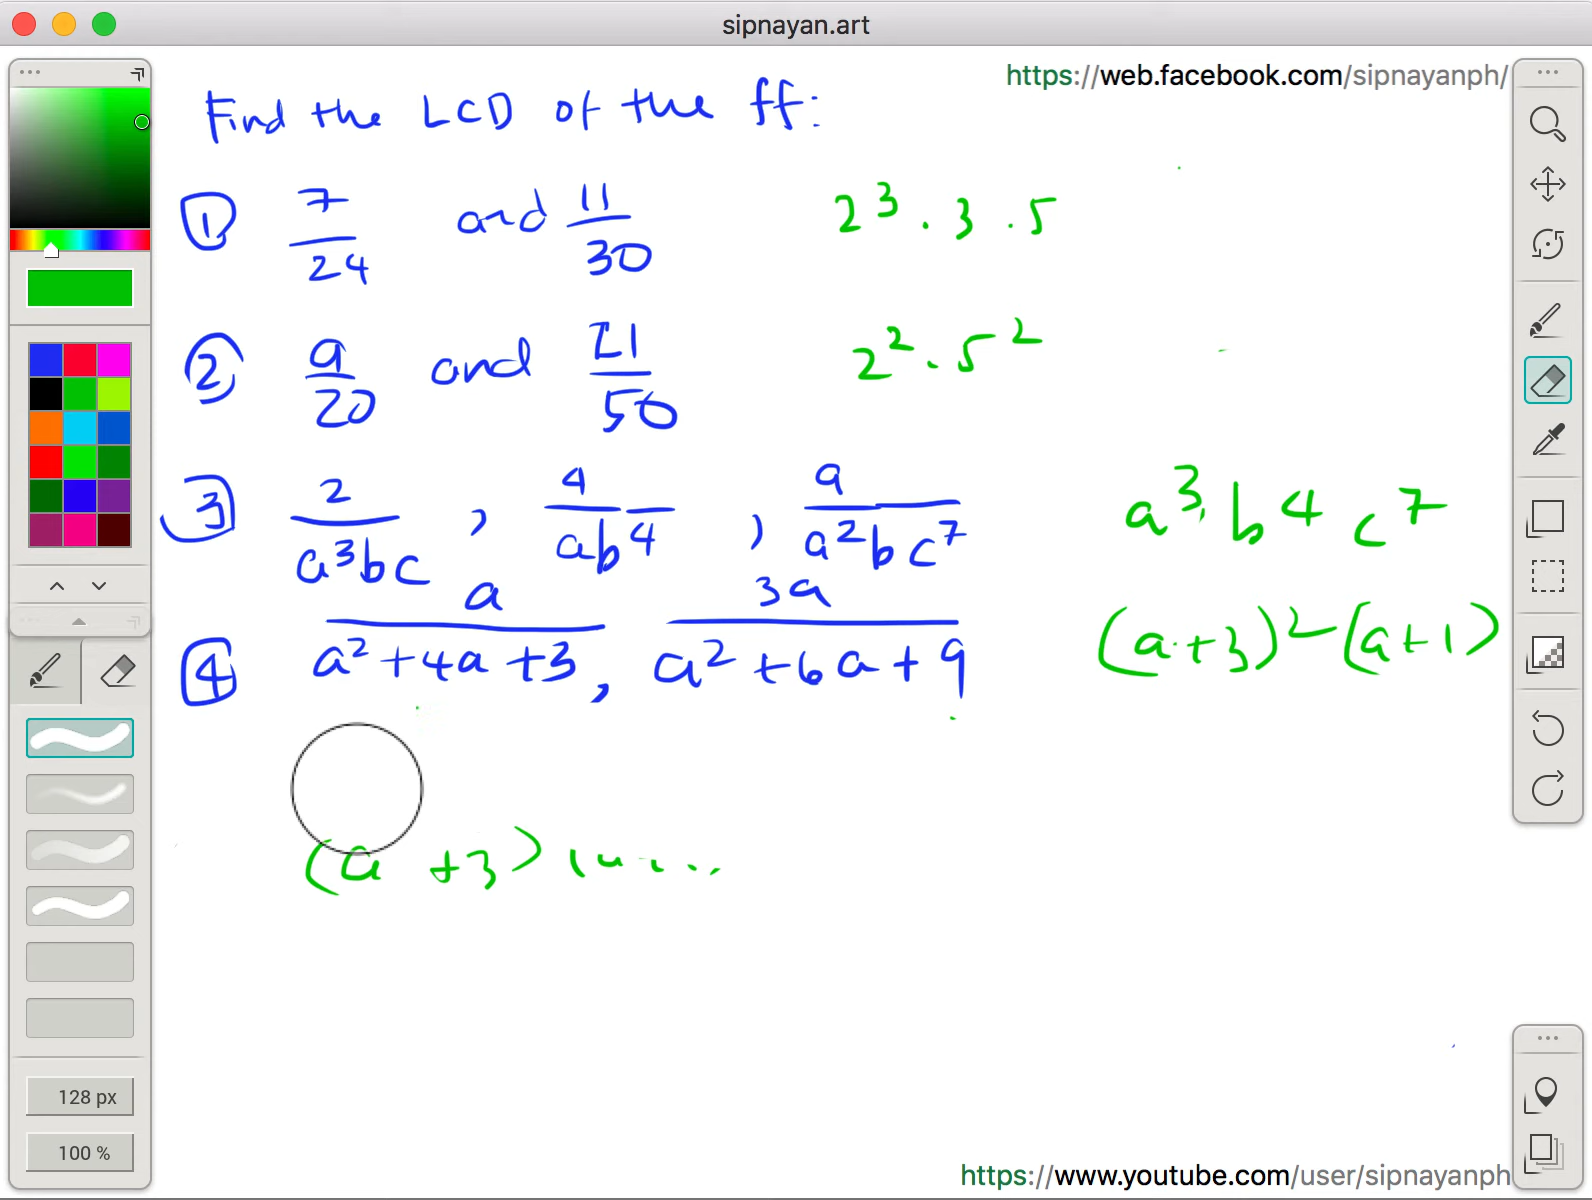 sipnayan.art
https://web.facebook.com/sipnayanph/
Find the LCD of the ff:
① 7/24 and 11/30 2³ · 3 · 5
② 9/20 and 21/50 2² · 5²
③ 2/a³bc , 4/ab⁴ , 9/a²bc⁷ a³b⁴c⁷
④ a/a²+4a+3 , 3a/a²+6a+9 (a+3)²(a+1)
(a +3)
128 px
100 %
https://www.youtube.com/user/sipnayanph